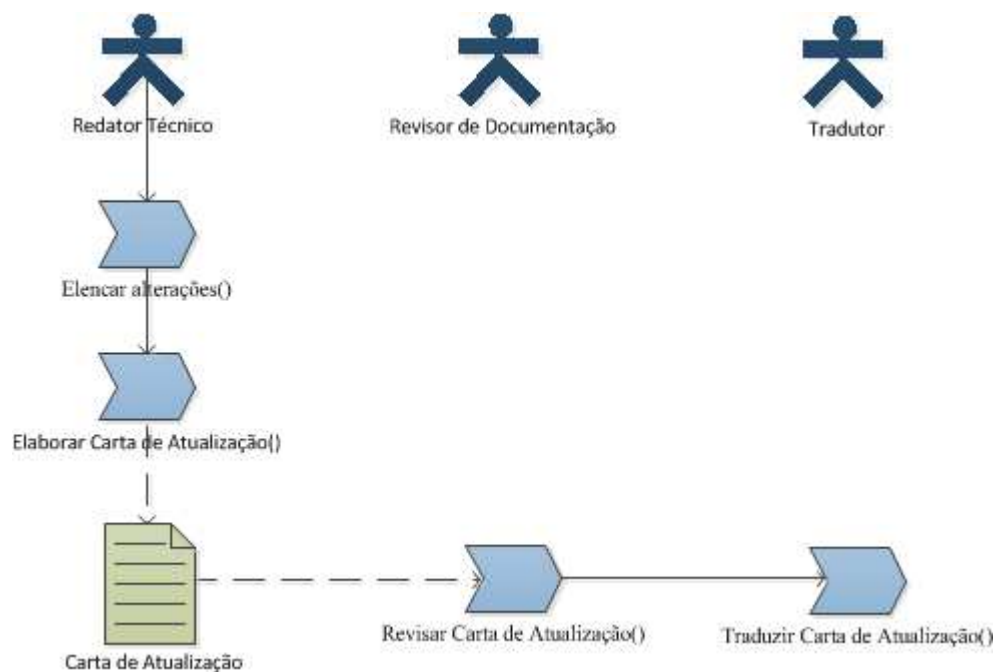 Redator Técnico
Revisor de Documentação
Tradutor
Elencar alterações()
Elaborar Carta de Atualização()
Carta de Atualização
Revisar Carta de Atualização()
Traduzir Carta de Atualização()